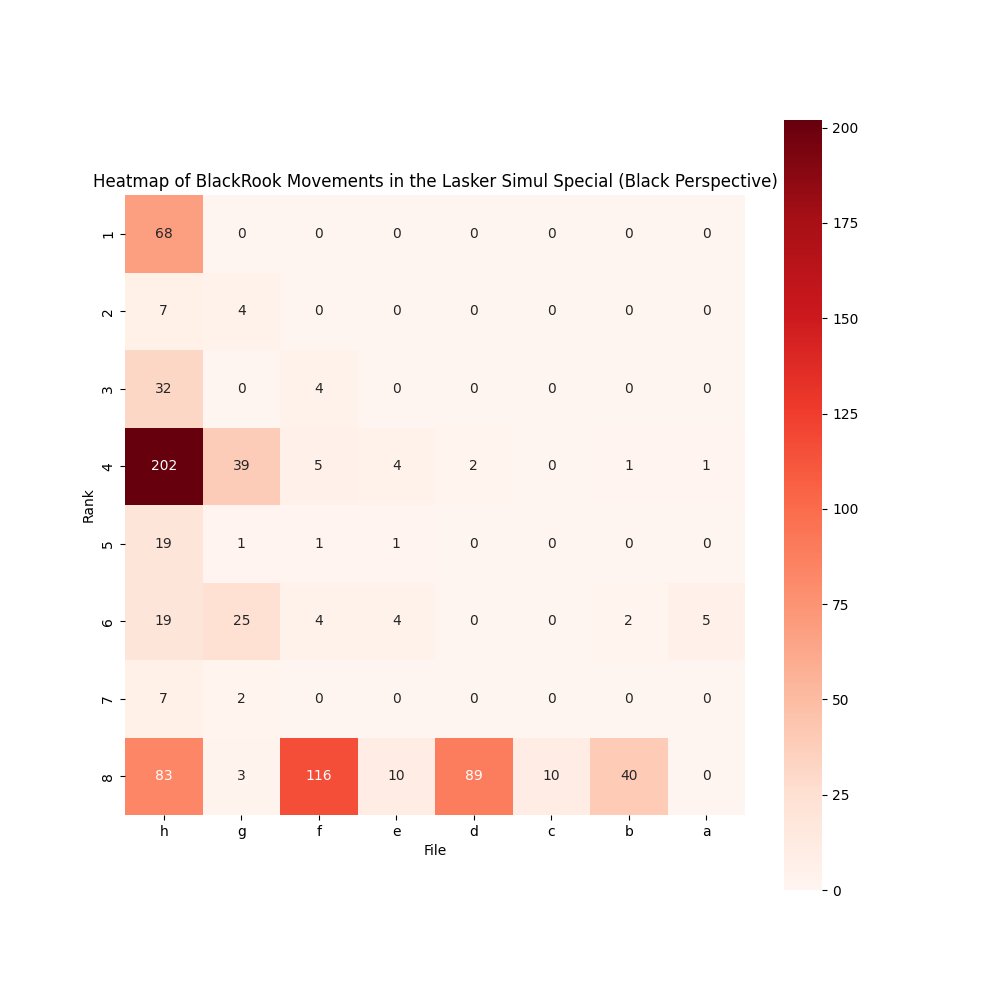 Heatmap of BlackRook Movements in the Lasker Simul Special (Black Perspective)
1 68 0 0 0 0 0 0 0
2 7 4 0 0 0 0 0 0
3 32 0 4 0 0 0 0 0
4 202 39 5 4 2 0 1 1
5 19 1 1 1 0 0 0 0
6 19 25 4 4 0 0 2 5
7 7 2 0 0 0 0 0 0
8 83 3 116 10 89 10 40 0
Rank
h g f e d c b a
File
200
175
150
125
100
75
50
25
0